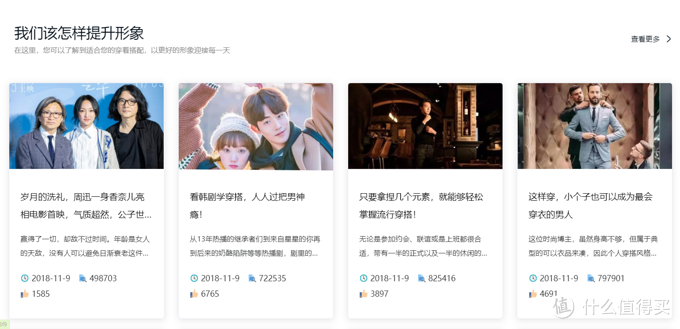 我们该怎样提升形象
在这里，您可以了解到适合您的穿着搭配，以更好的形象迎接每一天
查看更多 >
岁月的洗礼，周迅一身香奈儿亮
相电影首映，气质超然，公子世...
赢得了一切，却敌不过时间。年龄是女人
的天敌，没有人可以避免日渐衰老这件...
2018-11-9 498703
1585
看韩剧学穿搭，人人过把男神
瘾！
从13年热播的继承者们到来自星星的你再
到后来的奶酪陷阱等等热播剧，剧里的...
2018-11-9 722535
6765
只要拿捏几个元素，就能够轻松
掌握流行穿搭！
无论是参加约会，联谊或是上班都很合
适，带有一半的正式以及一半的休闲的...
2018-11-9 825416
3897
这样穿，小个子也可以成为最会
穿衣的男人
这位时尚博主，虽然身高不够，但属于典
型的可以衣品来凑，因此个人穿搭风格...
2018-11-9 797901
4691
值 什么值得买